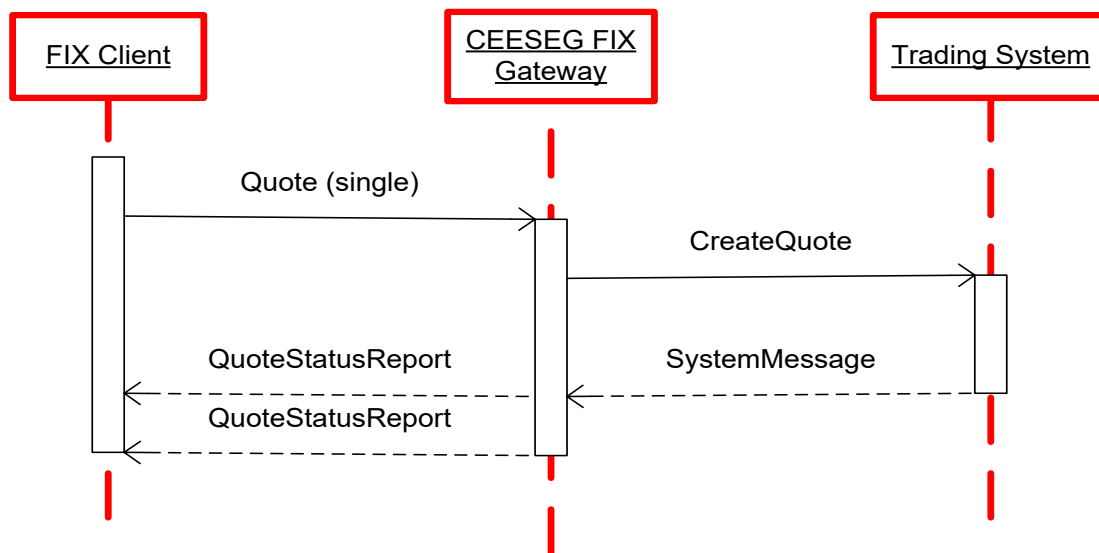 FIX Client
CEESEG FIX
Gateway
Trading System
Quote (single)
CreateQuote
QuoteStatusReport
SystemMessage
QuoteStatusReport